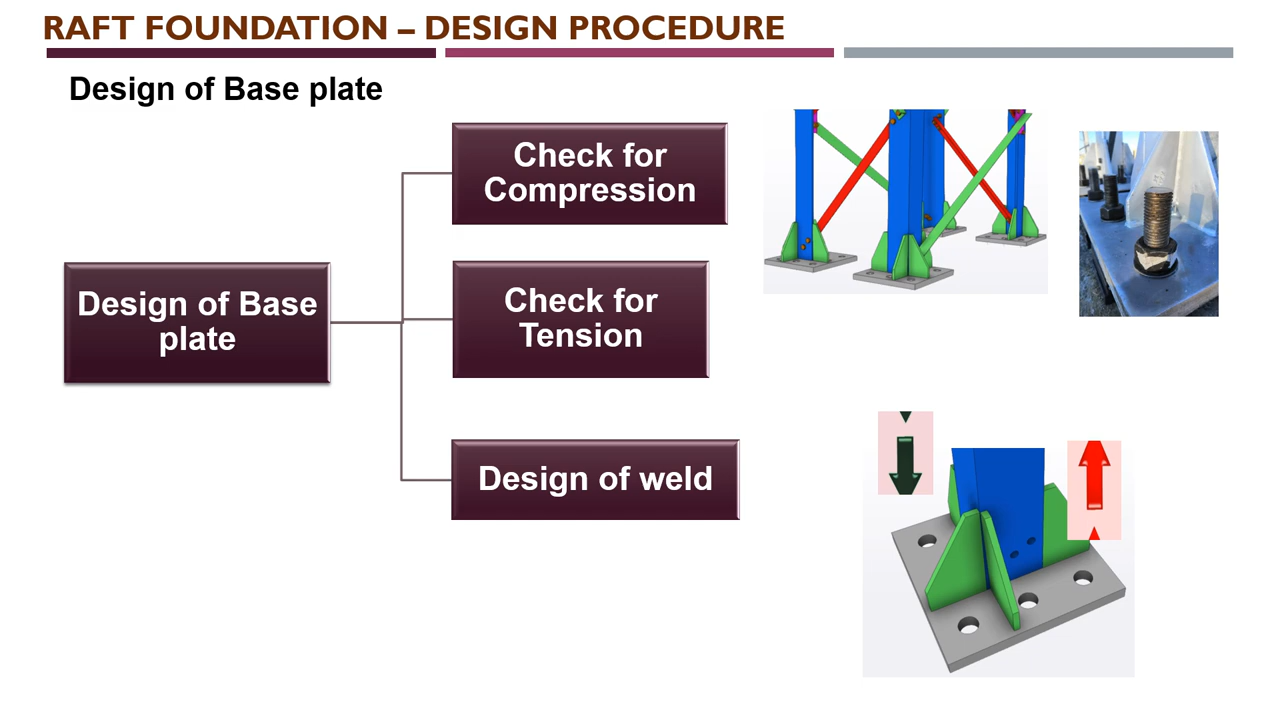 RAFT FOUNDATION – DESIGN PROCEDURE
Design of Base plate
Check for
Compression
Design of Base
plate
Check for
Tension
Design of weld